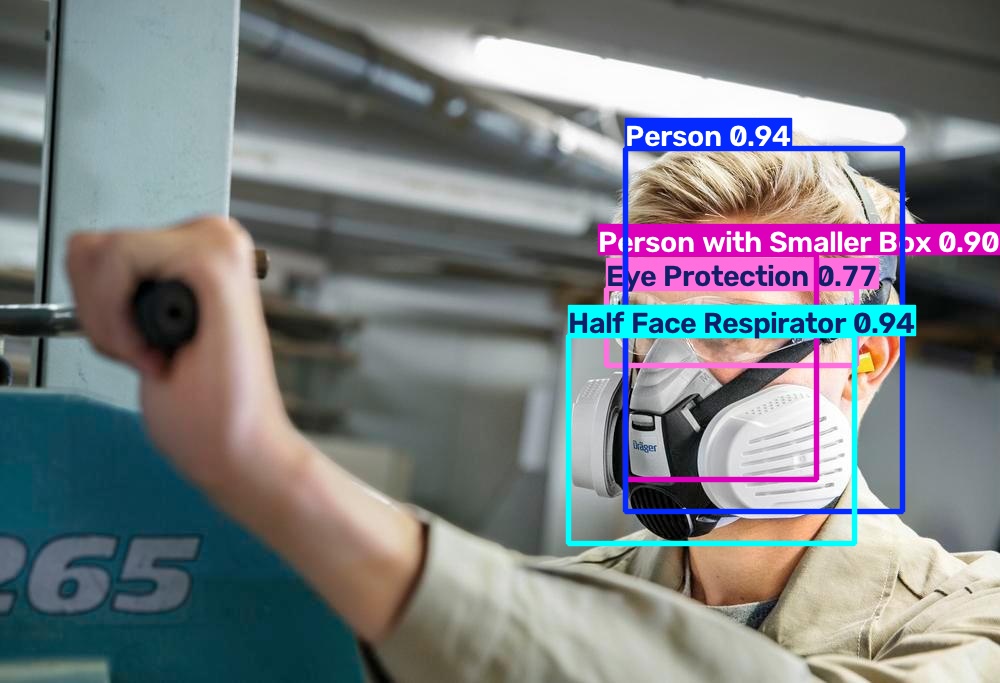 Person 0.94
Person with Smaller Box 0.90
Eye Protection 0.77
Half Face Respirator 0.94
Dräger
265